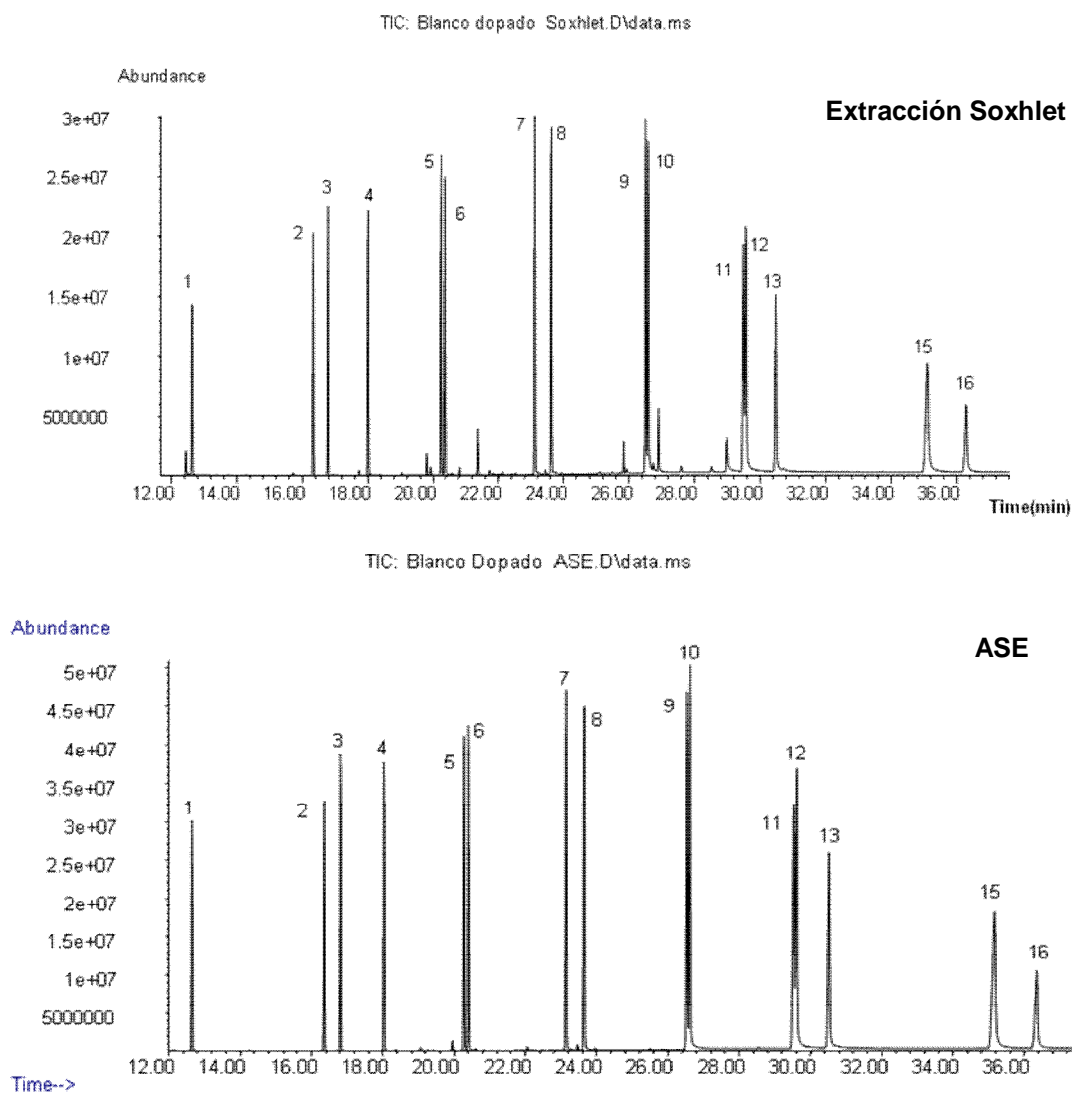 TIC: Blanco dopado Soxhlet.D\data.ms
Abundance
Extracción Soxhlet
3e+07
2.5e+07
2e+07
1.5e+07
1e+07
5000000
1
2
3
4
5
6
7
8
9
10
11
12
13
15
16
12.00 14.00 16.00 18.00 20.00 22.00 24.00 26.00 28.00 30.00 32.00 34.00 36.00
Time(min)
TIC: Blanco Dopado ASE.D\data.ms
Abundance
ASE
5e+07
4.5e+07
4e+07
3.5e+07
3e+07
2.5e+07
2e+07
1.5e+07
1e+07
5000000
1
2
3
4
5
6
7
8
9
10
11
12
13
15
16
12.00 14.00 16.00 18.00 20.00 22.00 24.00 26.00 28.00 30.00 32.00 34.00 36.00
Time-->